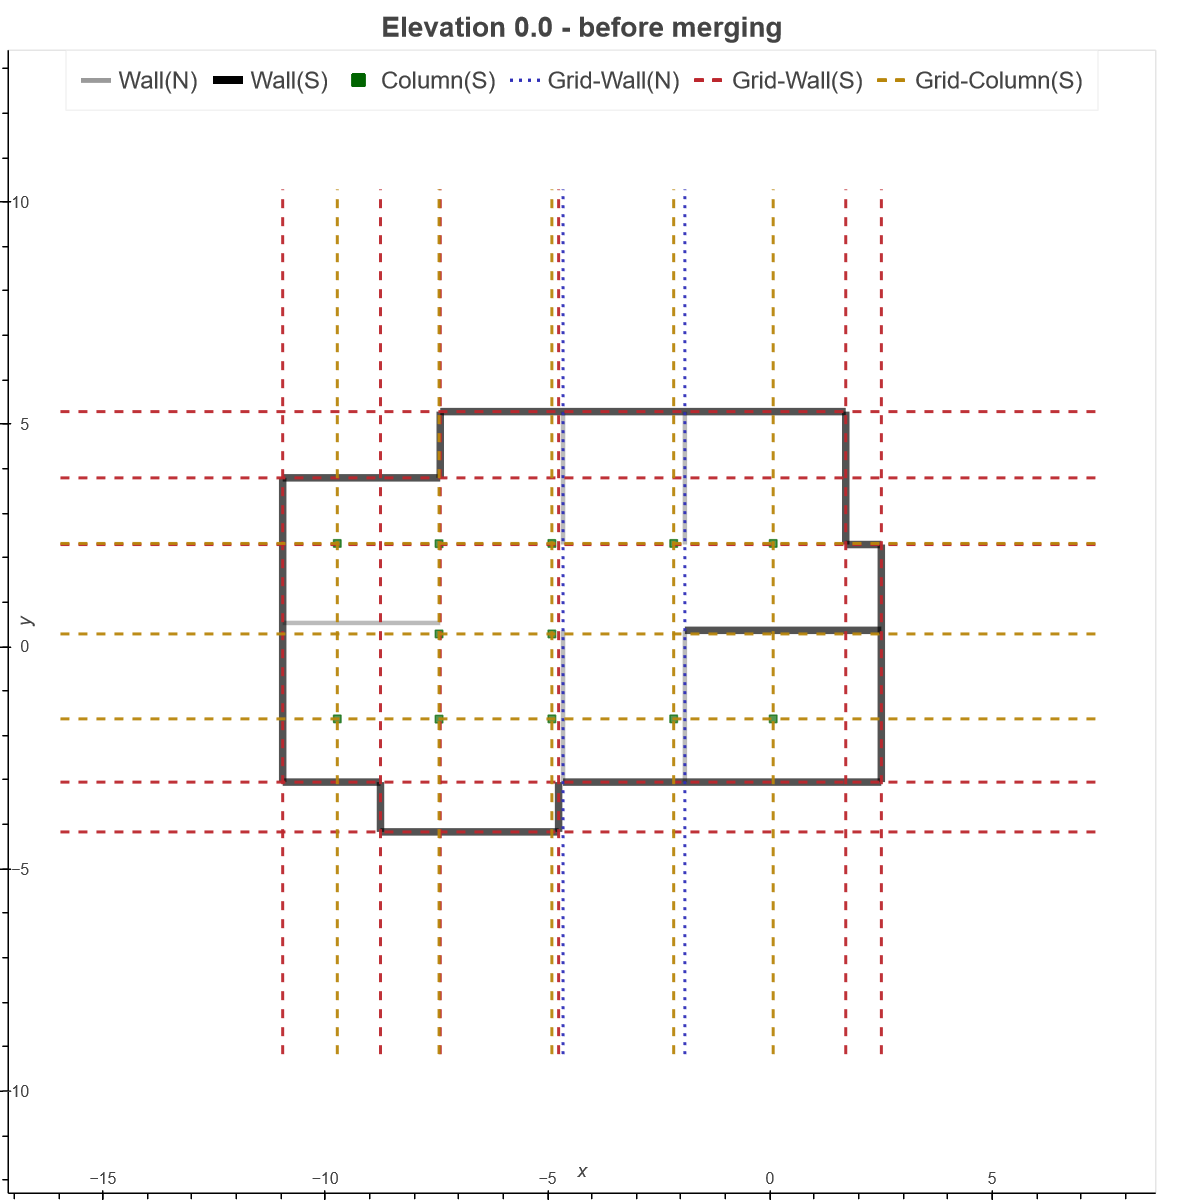 Elevation 0.0 - before merging
Wall(N) Wall(S) Column(S) Grid-Wall(N) Grid-Wall(S) Grid-Column(S)
10
5
y
0
−5
−10
−15 −10 −5 0 5
x